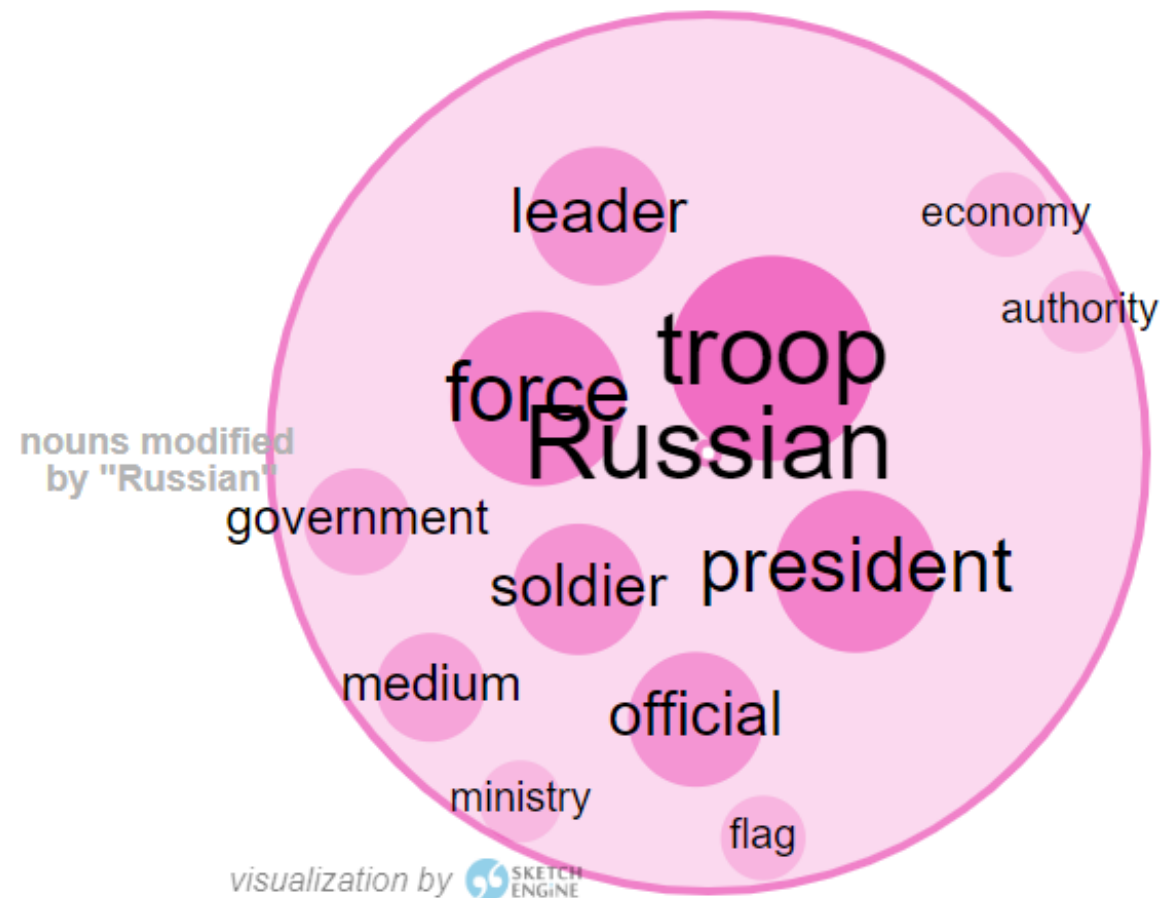 leader
economy
authority
troop
force
Russian
nouns modified
by "Russian"
government
president
soldier
medium
official
ministry
flag
visualization by SKETCH
ENGINE